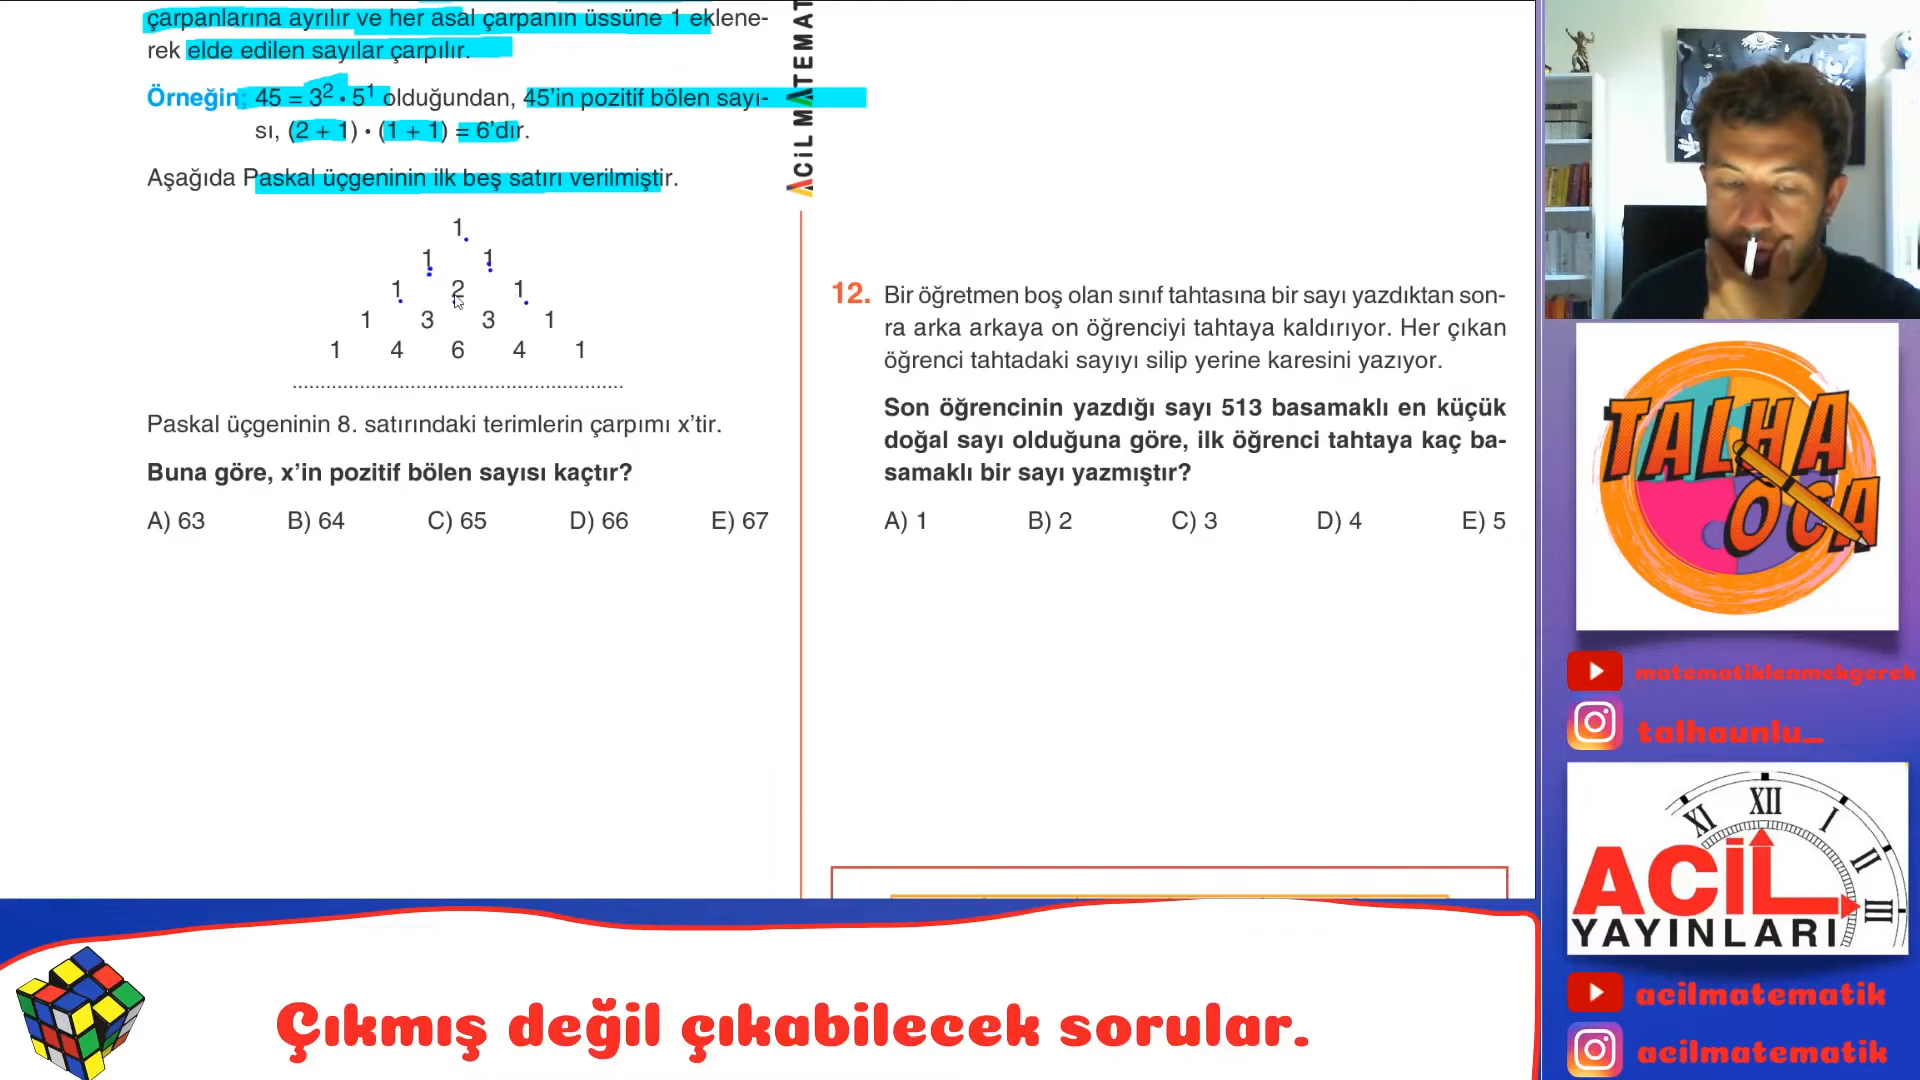 çarpanlarına ayrılır ve her asal çarpanın üssüne 1 eklene-
rek elde edilen sayılar çarpılır.
Örneğin; 45 = 3² • 5¹ olduğundan, 45'in pozitif bölen sayı-
sı, (2 + 1) • (1 + 1) = 6'dır.
Aşağıda Paskal üçgeninin ilk beş satırı verilmiştir.
1
1 1
1 2 1
1 3 3 1
1 4 6 4 1
............................................................
Paskal üçgeninin 8. satırındaki terimlerin çarpımı x'tir.
Buna göre, x'in pozitif bölen sayısı kaçtır?
A) 63 B) 64 C) 65 D) 66 E) 67
ACİL MATEMAT
12. Bir öğretmen boş olan sınıf tahtasına bir sayı yazdıktan son-
ra arka arkaya on öğrenciyi tahtaya kaldırıyor. Her çıkan
öğrenci tahtadaki sayıyı silip yerine karesini yazıyor.
Son öğrencinin yazdığı sayı 513 basamaklı en küçük
doğal sayı olduğuna göre, ilk öğrenci tahtaya kaç ba-
samaklı bir sayı yazmıştır?
A) 1 B) 2 C) 3 D) 4 E) 5
TALHA
OCA
matematiklenmekgerek
talhaunlu_
XI XII I II III
ACİL
YAYINLARI
acilmatematik
acilmatematik
Çıkmış değil çıkabilecek sorular.